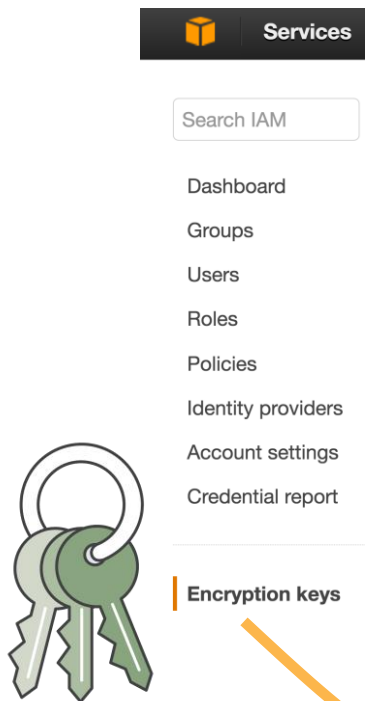 Services
Search IAM
Dashboard
Groups
Users
Roles
Policies
Identity providers
Account settings
Credential report
Encryption keys